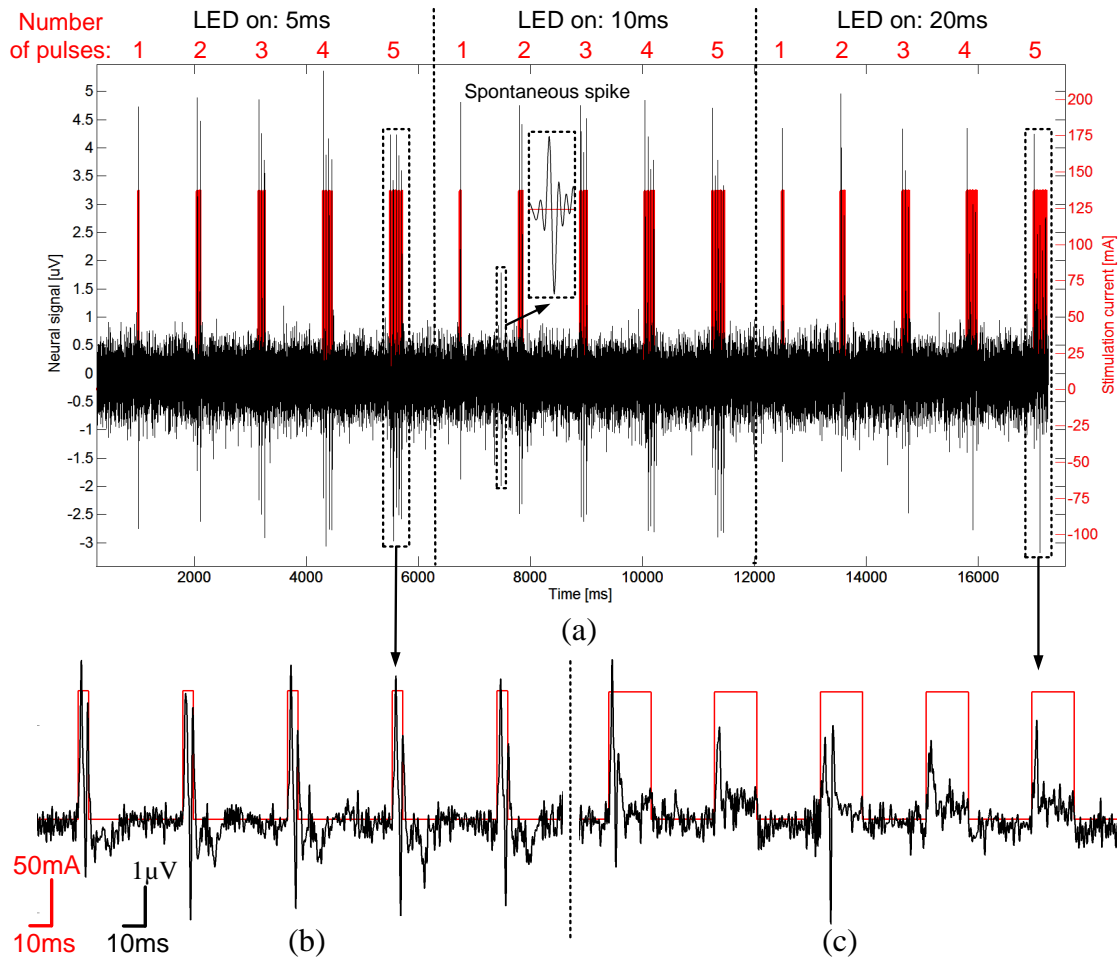 Number of pulses:
LED on: 5ms
LED on: 10ms
LED on: 20ms
1 2 3 4 5 1 2 3 4 5 1 2 3 4 5
Spontaneous spike
Neural signal [µV]
5
4.5
4
3.5
3
2.5
2
1.5
1
0.5
0
-0.5
-1
-1.5
-2
2.5
-3
Stimulation current [mA]
200
175
150
125
100
75
50
25
0
-25
-50
-75
-100
2000 4000 6000 8000 10000 12000 14000 16000
Time [ms]
(a)
50mA
10ms
1µV
10ms
(b)
(c)